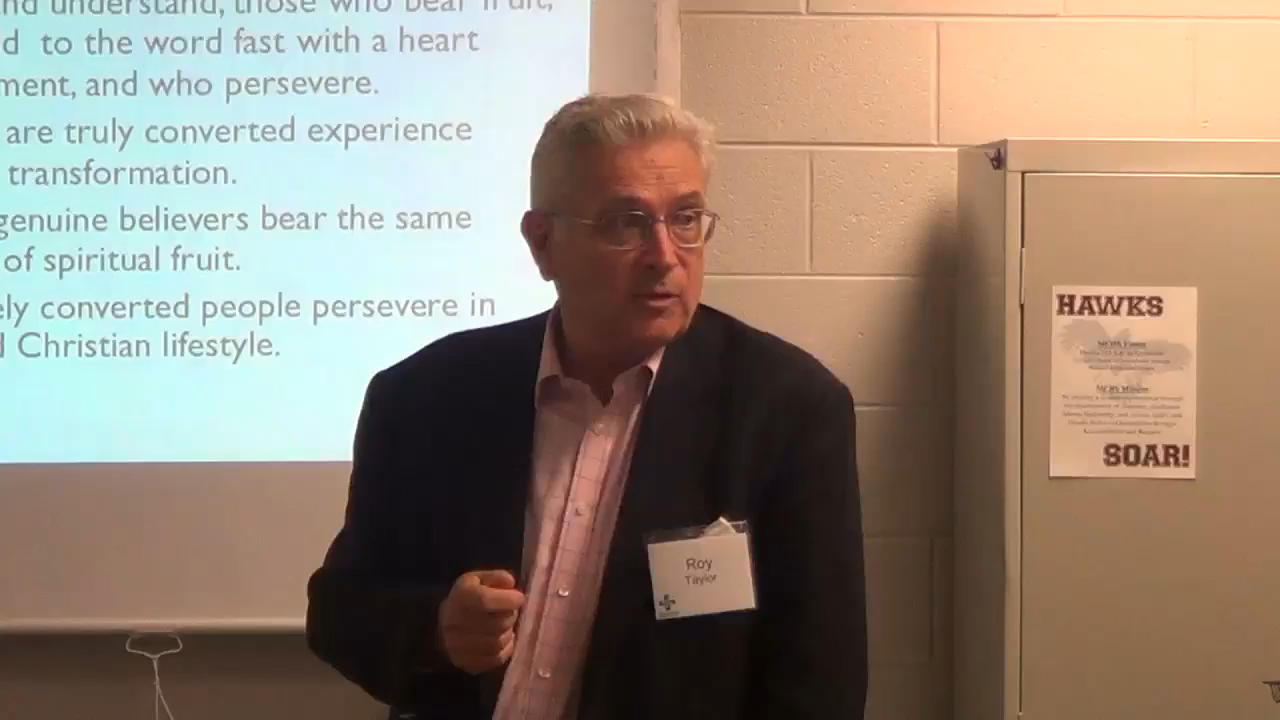 nd understand, those who bear fruit,
d to the word fast with a heart
ment, and who persevere.
are truly converted experience
transformation.
genuine believers bear the same
of spiritual fruit.
ely converted people persevere in
Christian lifestyle.
Roy
Taylor
HAWKS
SOAR!